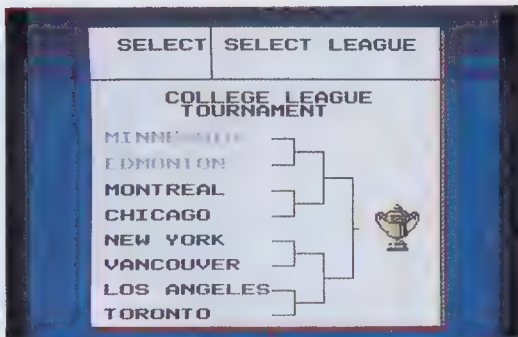 SELECT SELECT LEAGUE
COLLEGE LEAGUE
TOURNAMENT
EDMONTON
MONTREAL
CHICAGO
NEW YORK
VANCOUVER
LOS ANGELES
TORONTO